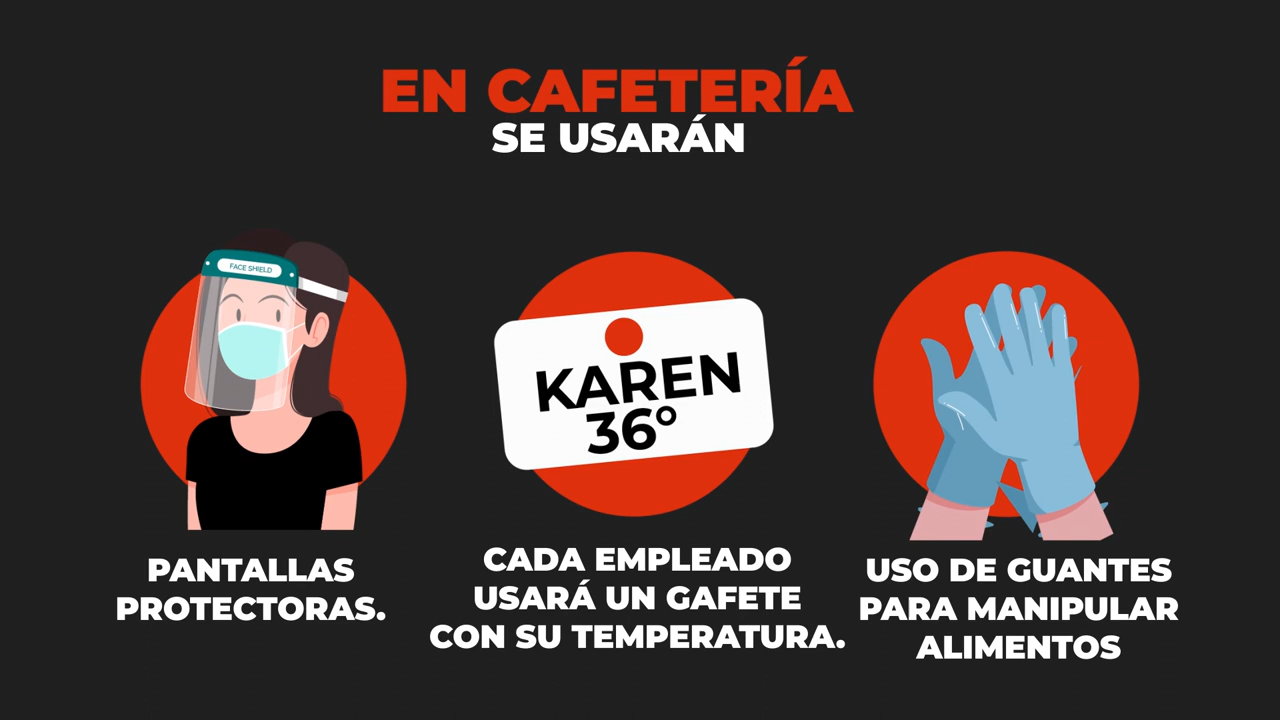 EN CAFETERÍA
SE USARÁN
FACE SHIELD
PANTALLAS
PROTECTORAS.
KAREN
36°
CADA EMPLEADO
USARÁ UN GAFETE
CON SU TEMPERATURA.
USO DE GUANTES
PARA MANIPULAR
ALIMENTOS